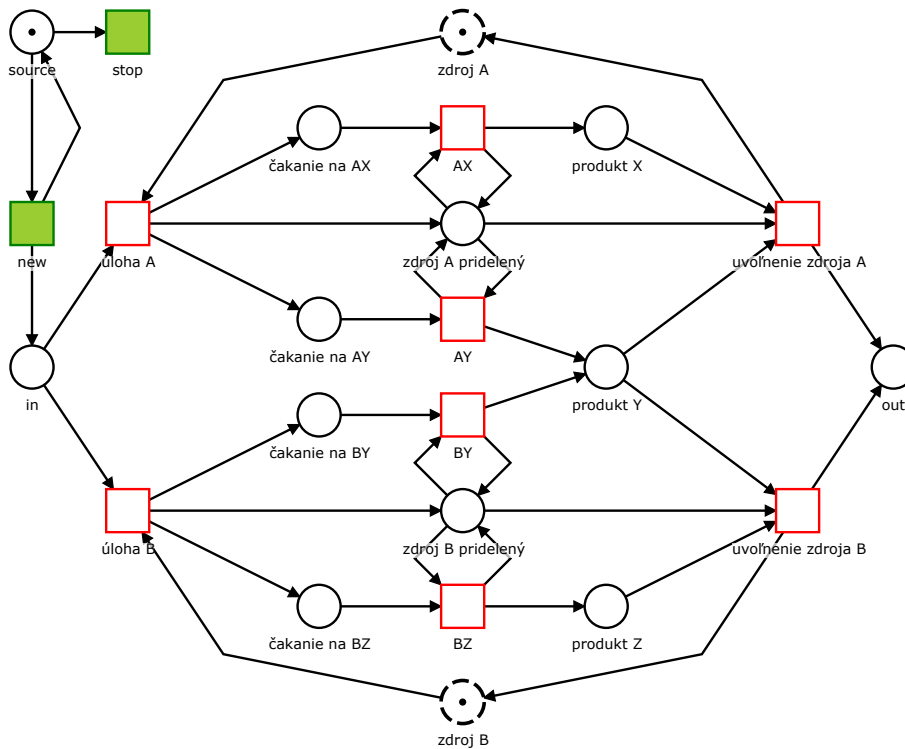 source
stop
zdroj A
čakanie na AX
AX
produkt X
new
úloha A
zdroj A pridelený
uvoľnenie zdroja A
čakanie na AY
AY
produkt Y
in
out
čakanie na BY
BY
úloha B
zdroj B pridelený
uvoľnenie zdroja B
čakanie na BZ
BZ
produkt Z
zdroj B